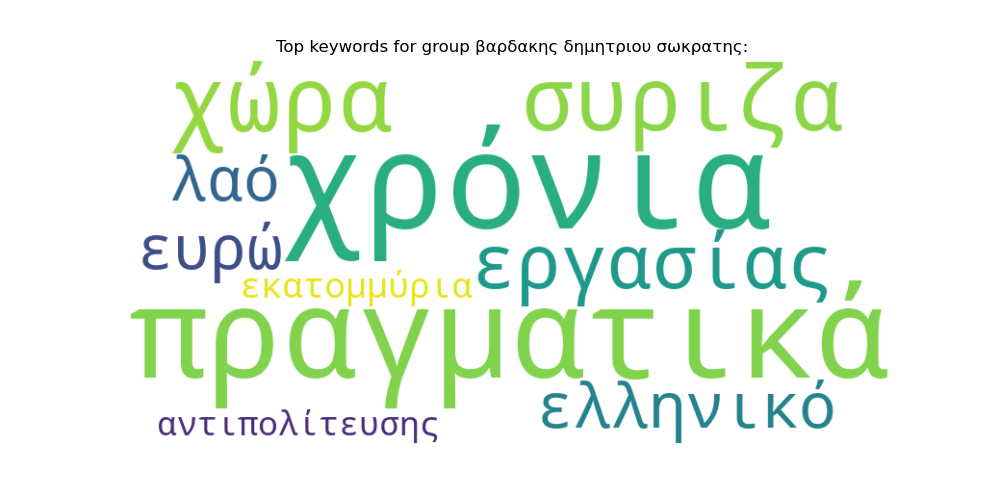 Top keywords for group βαρδακης δημητριου σωκρατης:
χώρα συριζα
λαό χρόνια
ευρώ εργασίας
εκατομμύρια
πραγματικά
αντιπολίτευσης ελληνικό